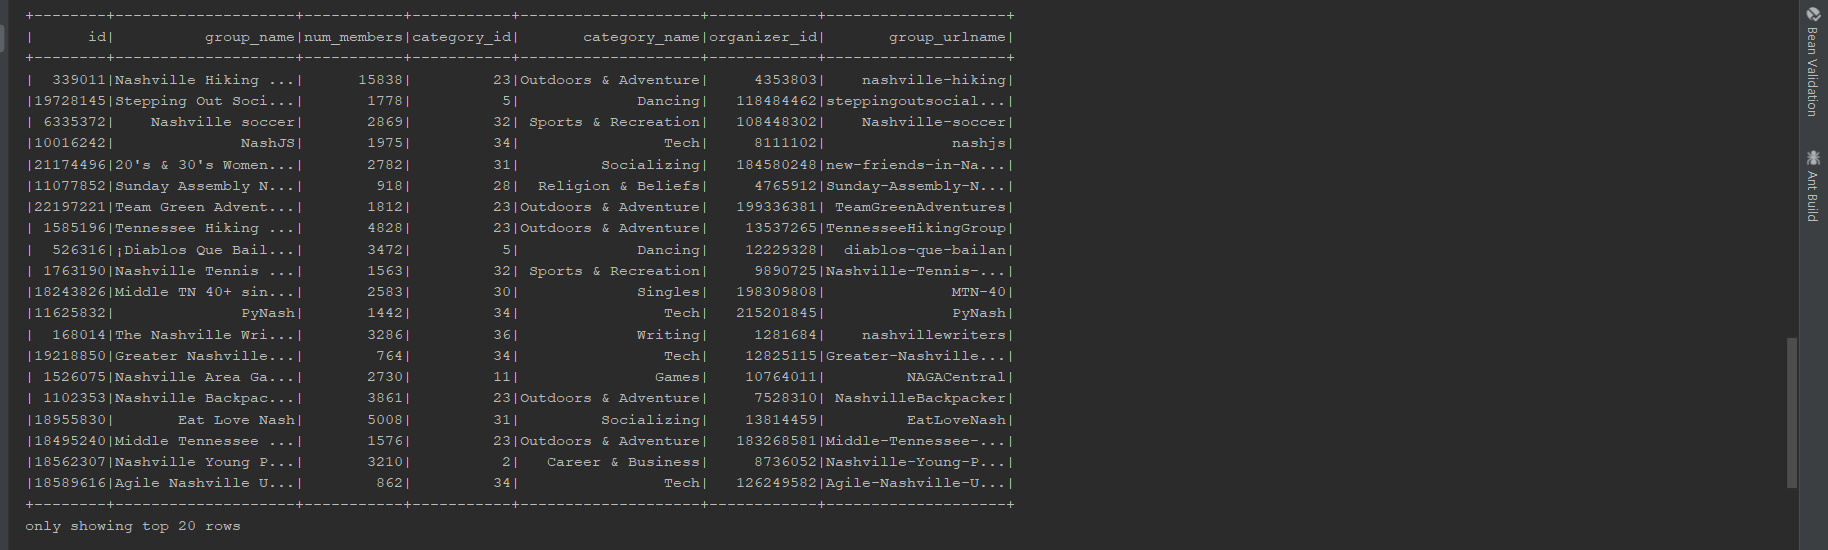 +--------+--------------------+-----------+-----------+--------------------+------------+--------------------+
|      id|          group_name|num_members|category_id|       category_name|organizer_id|       group_urlname|
+--------+--------------------+-----------+-----------+--------------------+------------+--------------------+
|  339011|Nashville Hiking ...|      15838|         23|Outdoors & Adventure|     4353803|    nashville-hiking|
|19728145|Stepping Out Soci...|       1778|          5|             Dancing|   118484462|steppingoutsocial...|
| 6335372|    Nashville soccer|       2869|         32| Sports & Recreation|   108448302|    Nashville-soccer|
|10016242|              NashJS|       1975|         34|                Tech|     8111102|              nashjs|
|21174496|20's & 30's Women...|       2782|         31|         Socializing|   184580248|new-friends-in-Na...|
|11077852|Sunday Assembly N...|        918|         28|  Religion & Beliefs|     4765912|Sunday-Assembly-N...|
|22197221|Team Green Advent...|       1812|         23|Outdoors & Adventure|   199336381| TeamGreenAdventures|
| 1585196|Tennessee Hiking ...|       4828|         23|Outdoors & Adventure|    13537265|TennesseeHikingGroup|
|  526316|¡Diablos Que Bail...|       3472|          5|             Dancing|    12229328|  diablos-que-bailan|
| 1763190|Nashville Tennis ...|       1563|         32| Sports & Recreation|     9890725|Nashville-Tennis-...|
|18243826|Middle TN 40+ sin...|       2583|         30|             Singles|   198309808|              MTN-40|
|11625832|              PyNash|       1442|         34|                Tech|   215201845|              PyNash|
|  168014|The Nashville Wri...|       3286|         36|             Writing|     1281684|    nashvillewriters|
|19218850|Greater Nashville...|        764|         34|                Tech|    12825115|Greater-Nashville...|
| 1526075|Nashville Area Ga...|       2730|         11|               Games|    10764011|         NAGACentral|
| 1102353|Nashville Backpac...|       3861|         23|Outdoors & Adventure|     7528310| NashvilleBackpacker|
|18955830|       Eat Love Nash|       5008|         31|         Socializing|    13814459|         EatLoveNash|
|18495240|Middle Tennessee ...|       1576|         23|Outdoors & Adventure|   183268581|Middle-Tennessee-...|
|18562307|Nashville Young P...|       3210|          2|   Career & Business|     8736052|Nashville-Young-P...|
|18589616|Agile Nashville U...|        862|         34|                Tech|   126249582|Agile-Nashville-U...|
+--------+--------------------+-----------+-----------+--------------------+------------+--------------------+
only showing top 20 rows
Bean Validation
Ant Build